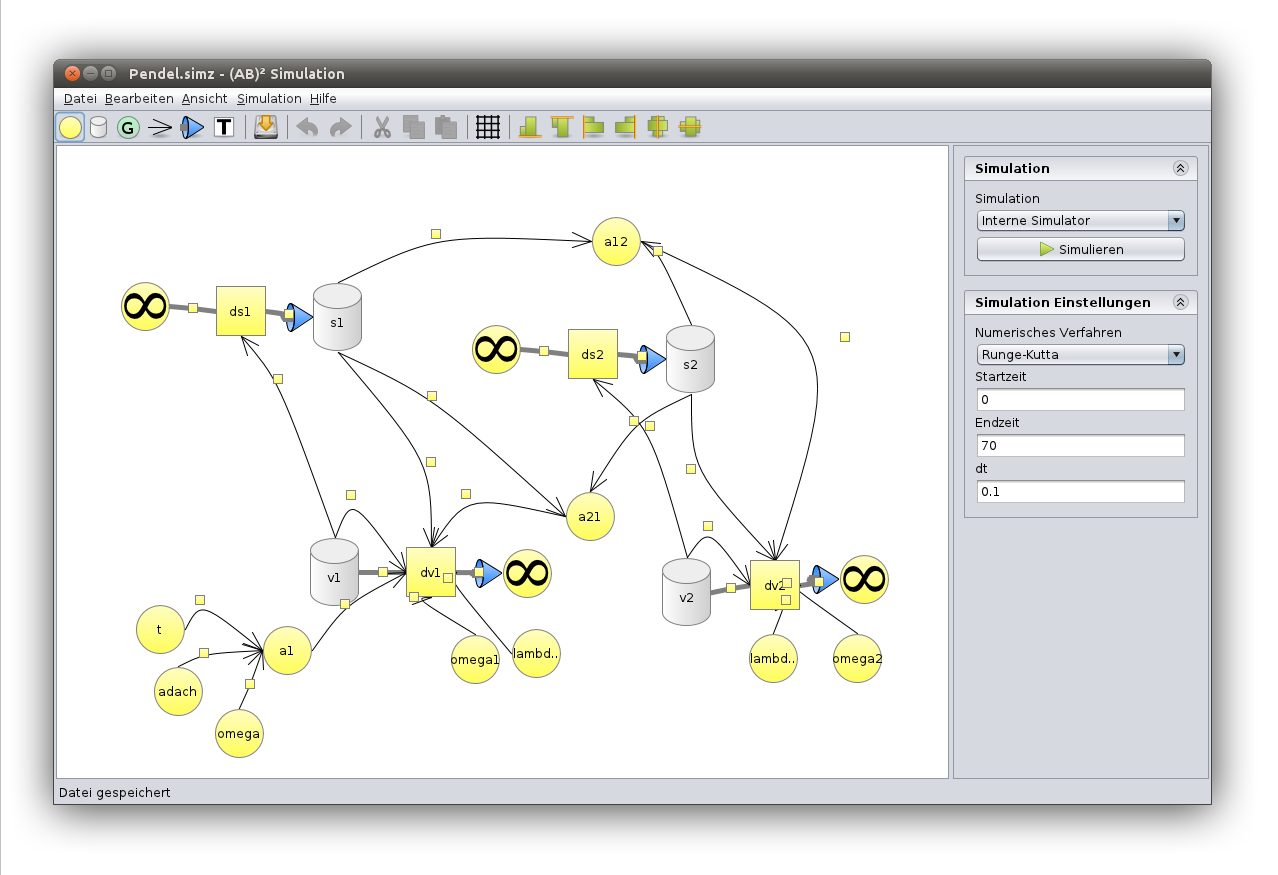 Pendel.simz - (AB)² Simulation
Datei Bearbeiten Ansicht Simulation Hilfe
G T
a12
∞ ds1 s1
∞ ds2 s2
a21
v1 dv1 ∞
v2 dv2 ∞
t
a1
omega1 lambd..
lambd.. omega2
adach
omega
Simulation
Simulation
Interne Simulator
Simulieren
Simulation Einstellungen
Numerisches Verfahren
Runge-Kutta
Startzeit
0
Endzeit
70
dt
0.1
Datei gespeichert